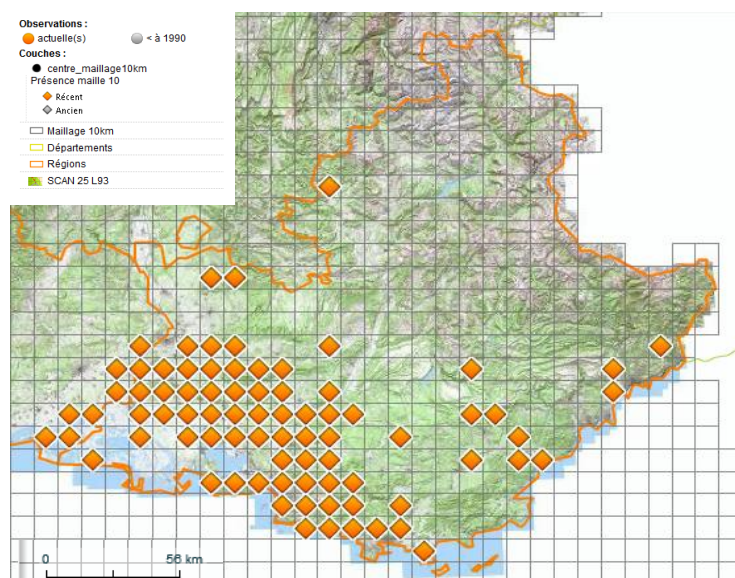 Observations :
actuelle(s) < à 1990
Couches :
centre_maillage10km
Présence maille 10
Récent
Ancien
Maillage 10km
Départements
Régions
SCAN 25 L93
0 56 km